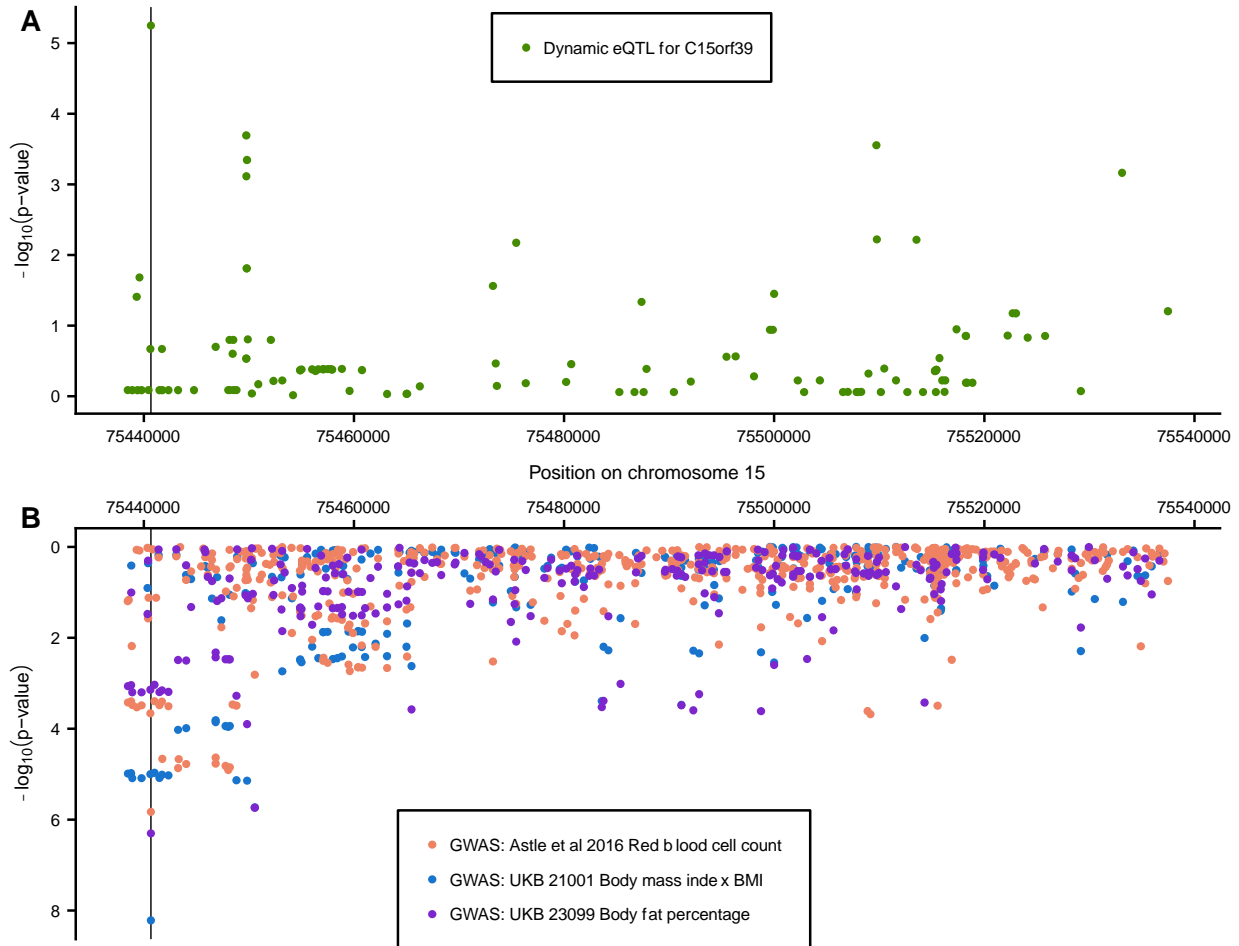 A
Dynamic eQTL for C15orf39
5
4
3
2
1
0
− log10(p−value)
75440000 75460000 75480000 75500000 75520000 75540000
Position on chromosome 15
B
75440000 75460000 75480000 75500000 75520000 75540000
0
2
4
6
8
− log10(p−value)
GWAS: Astle et al 2016 Red b lood cell count
GWAS: UKB 21001 Body mass inde x BMI
GWAS: UKB 23099 Body fat percentage